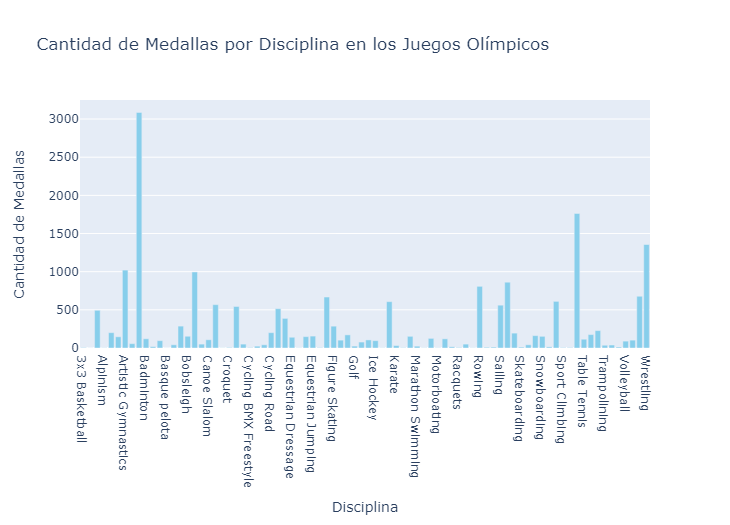 Cantidad de Medallas por Disciplina en los Juegos Olímpicos
Cantidad de Medallas
3000
2500
2000
1500
1000
500
0
3x3 Basketball
Alpinism
Artistic Gymnastics
Badminton
Basque pelota
Bobsleigh
Canoe Slalom
Croquet
Cycling BMX Freestyle
Cycling Road
Equestrian Dressage
Equestrian Jumping
Figure Skating
Golf
Ice Hockey
Karate
Marathon Swimming
Motorboating
Racquets
Rowing
Sailing
Skateboarding
Snowboarding
Sport Climbing
Table Tennis
Trampolining
Volleyball
Wrestling
Disciplina